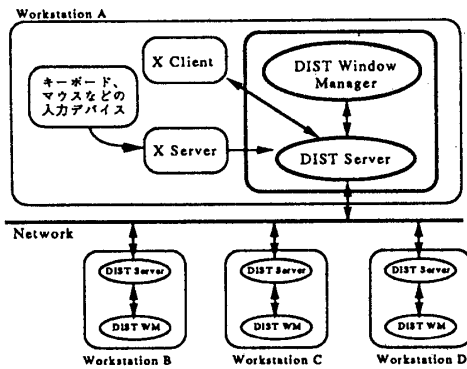 Workstation A
X Client
DIST Window
Manager
キーボード、
マウスなどの
入力デバイス
X Server
DIST Server
Network
DIST Server
DIST Server
DIST Server
DIST WM
DIST WM
DIST WM
Workstation B
Workstation C
Workstation D